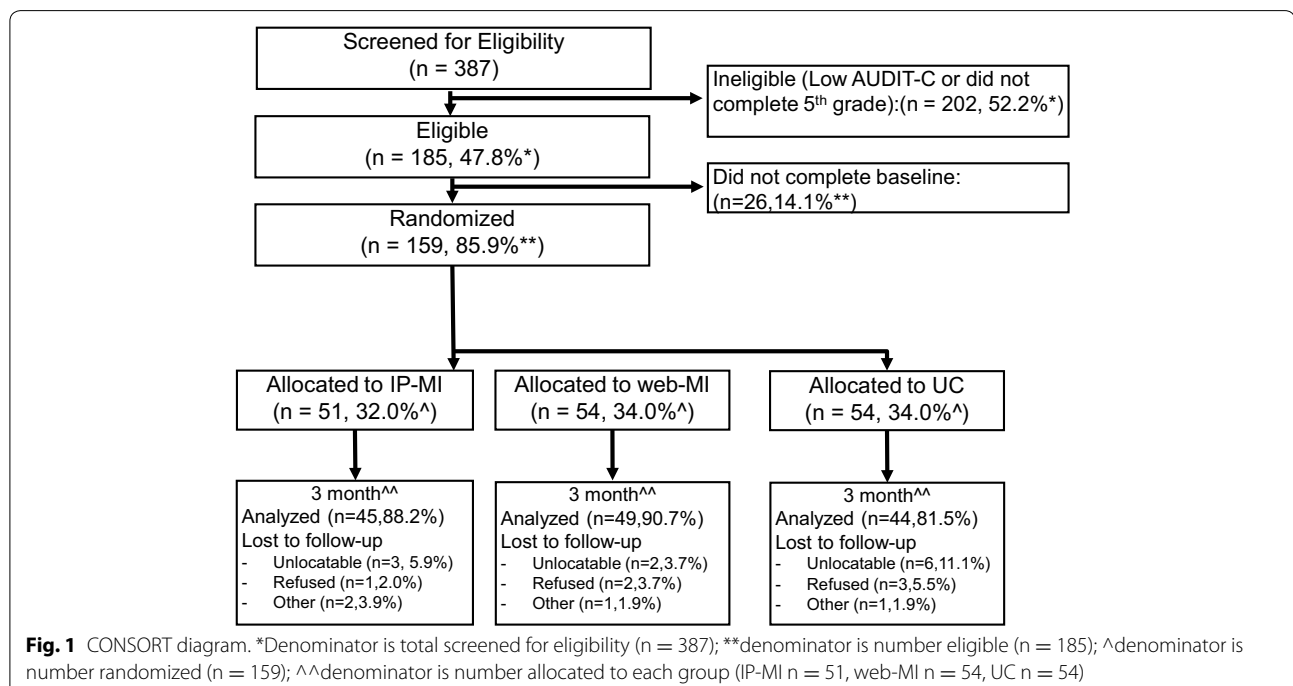 Screened for Eligibility
(n = 387)
Ineligible (Low AUDIT-C or did not
complete 5th grade):(n = 202, 52.2%*)
Eligible
(n = 185, 47.8%*)
Did not complete baseline:
(n=26,14.1%**)
Randomized
(n = 159, 85.9%**)
Allocated to IP-MI
(n = 51, 32.0%^)
Allocated to web-MI
(n = 54, 34.0%^)
Allocated to UC
(n = 54, 34.0%^)
3 month^^
Analyzed (n=45,88.2%)
Lost to follow-up
- Unlocatable (n=3, 5.9%)
- Refused (n=1,2.0%)
- Other (n=2,3.9%)
3 month^^
Analyzed (n=49,90.7%)
Lost to follow-up
- Unlocatable (n=2,3.7%)
- Refused (n=2,3.7%)
- Other (n=1,1.9%)
3 month^^
Analyzed (n=44,81.5%)
Lost to follow-up
- Unlocatable (n=6,11.1%)
- Refused (n=3,5.5%)
- Other (n=1,1.9%)
Fig. 1 CONSORT diagram. *Denominator is total screened for eligibility (n = 387); **denominator is number eligible (n = 185); ^denominator is
number randomized (n = 159); ^^denominator is number allocated to each group (IP-MI n = 51, web-MI n = 54, UC n = 54)